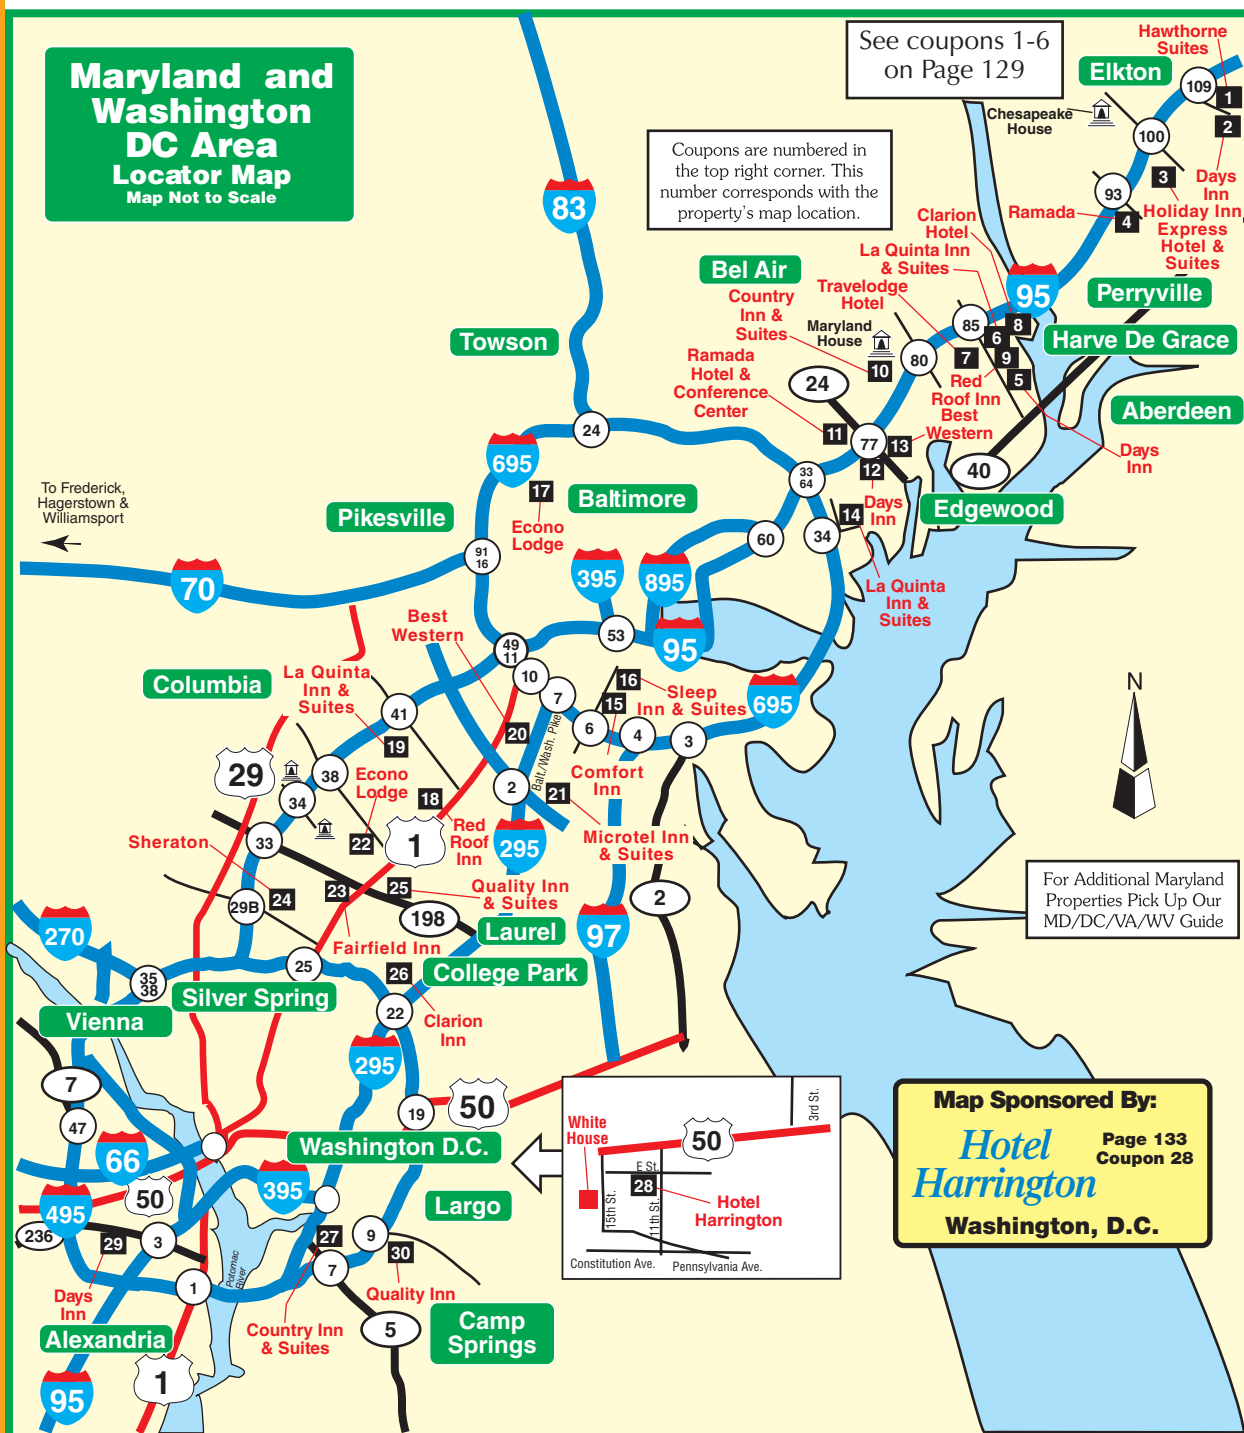 Maryland and
Washington
DC Area
Locator Map
Map Not to Scale
See coupons 1-6
on Page 129
Coupons are numbered in
the top right corner. This
number corresponds with the
property's map location.
Hawthorne
Suites
Elkton
109
1
2
Chesapeake
House
100
3
Days
Inn
93
4
Ramada
Holiday Inn
Express
Hotel &
Suites
83
Clarion
Hotel
La Quinta Inn
& Suites
Travelodge
Hotel
Bel Air
95
Perryville
Country
Inn &
Suites
Maryland
House
85
8
6
Harve De Grace
Towson
80
7
9
10
5
Ramada
Hotel &
Conference
Center
24
Red
Roof Inn
Best
Western
Aberdeen
24
11
77
13
12
Days
Inn
40
695
33
64
Days
Inn
17
Baltimore
Edgewood
To Frederick,
Hagerstown &
Williamsport
Pikesville
Econo
Lodge
14
60
34
91
16
70
395
895
La Quinta
Inn &
Suites
Best
Western
53
95
49
11
10
7
Columbia
La Quinta
Inn &
Suites
16
Sleep
Inn & Suites
15
695
N
41
19
20
6
4
3
Balt./Wash. Pike
29
38
Econo
Lodge
2
21
Comfort
Inn
34
18
Sheraton
33
22
1
Red
Roof
Inn
295
Microtel Inn
& Suites
24
23
25
Quality Inn
& Suites
2
For Additional Maryland
Properties Pick Up Our
MD/DC/VA/WV Guide
29B
198
Laurel
97
270
Fairfield Inn
25
26
College Park
35
38
Silver Spring
Vienna
22
Clarion
Inn
295
7
19
50
47
White
House
50
3rd St.
Map Sponsored By:
Hotel
Harrington
Page 133
Coupon 28
Washington, D.C.
66
Washington D.C.
E St.
28
15th St.
11th St.
Hotel
Harrington
Constitution Ave.
Pennsylvania Ave.
50
395
Largo
495
236
29
3
27
9
30
7
Potomac
River
1
Days
Inn
Quality Inn
Alexandria
Country Inn
& Suites
5
Camp
Springs
95
1